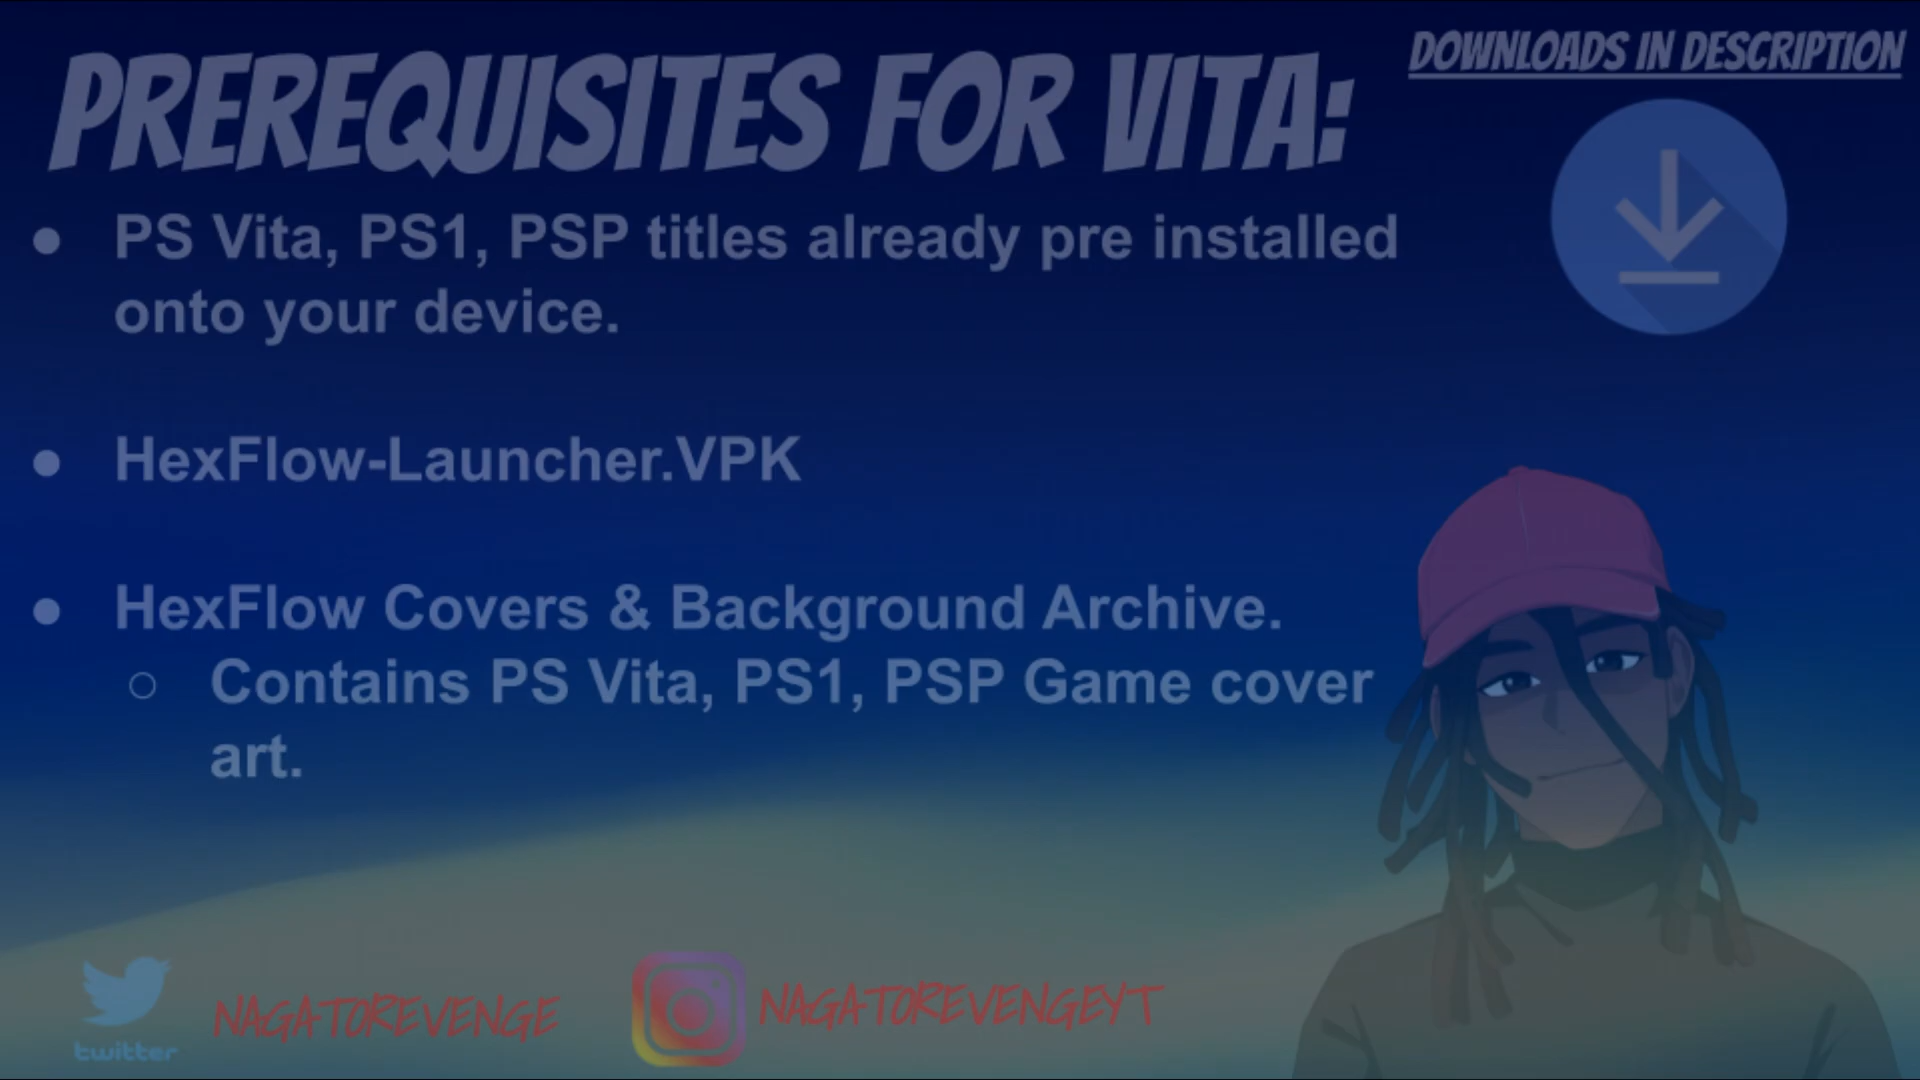 PREREQUISITES FOR VITA:
DOWNLOADS IN DESCRIPTION
● PS Vita, PS1, PSP titles already pre installed
onto your device.
● HexFlow-Launcher.VPK
● HexFlow Covers & Background Archive.
○ Contains PS Vita, PS1, PSP Game cover
art.
twitter
NAGATOREVENGE
NAGATOREVENGEYT